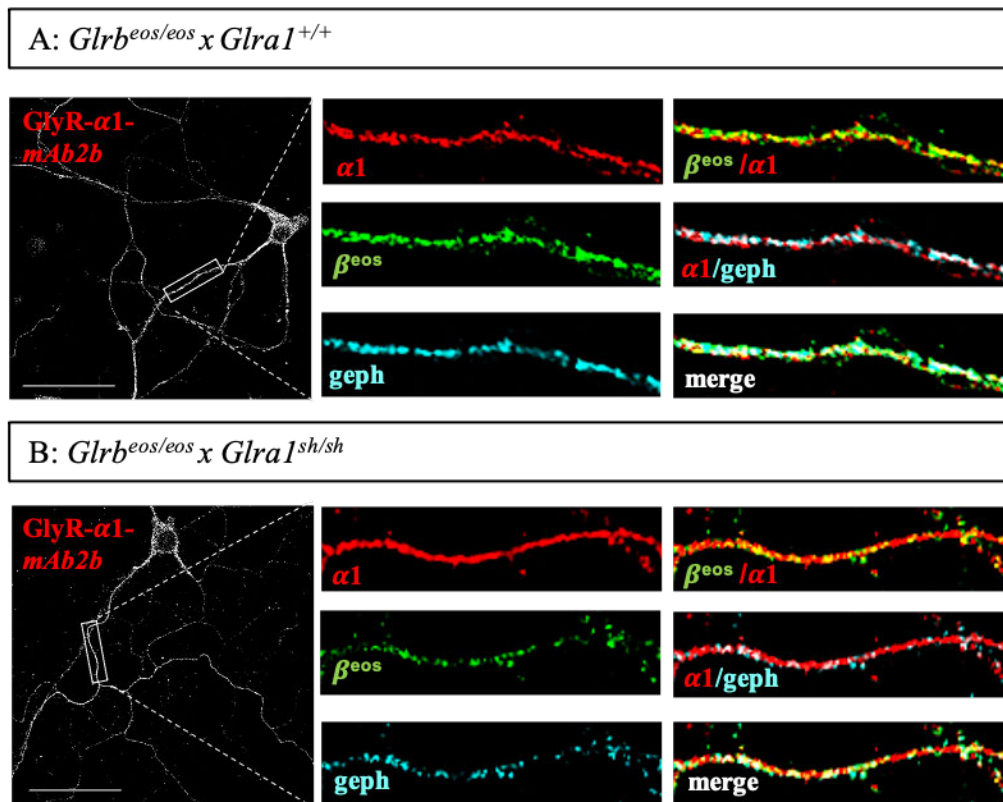 A: Glrb^eos/eos x Glra1^+/+
GlyR-α1-
mAb2b
α1
β^eos /α1
β^eos
α1/geph
geph
merge
B: Glrb^eos/eos x Glra1^sh/sh
GlyR-α1-
mAb2b
α1
β^eos /α1
β^eos
α1/geph
geph
merge